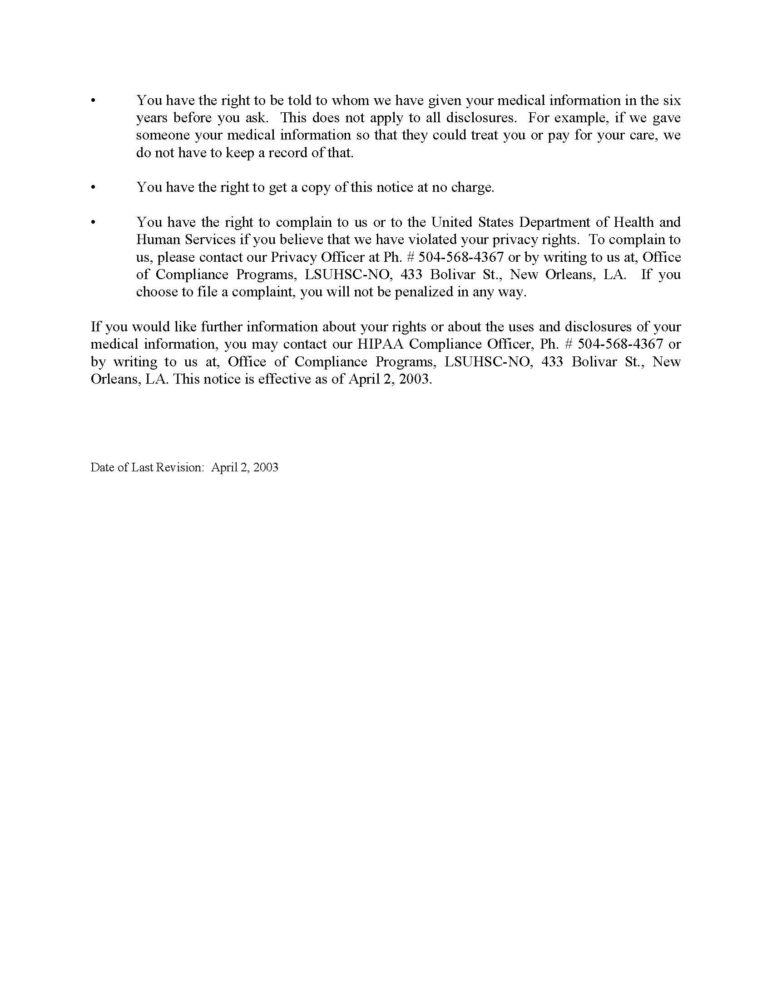 • You have the right to be told to whom we have given your medical information in the six
years before you ask.  This does not apply to all disclosures.  For example, if we gave
someone your medical information so that they could treat you or pay for your care, we
do not have to keep a record of that.
• You have the right to get a copy of this notice at no charge.
• You have the right to complain to us or to the United States Department of Health and
Human Services if you believe that we have violated your privacy rights.  To complain to
us, please contact our Privacy Officer at Ph. # 504-568-4367 or by writing to us at, Office
of Compliance Programs, LSUHSC-NO, 433 Bolivar St., New Orleans, LA.  If you
choose to file a complaint, you will not be penalized in any way.
If you would like further information about your rights or about the uses and disclosures of your
medical information, you may contact our HIPAA Compliance Officer, Ph. # 504-568-4367 or
by writing to us at, Office of Compliance Programs, LSUHSC-NO, 433 Bolivar St., New
Orleans, LA. This notice is effective as of April 2, 2003.
Date of Last Revision:  April 2, 2003